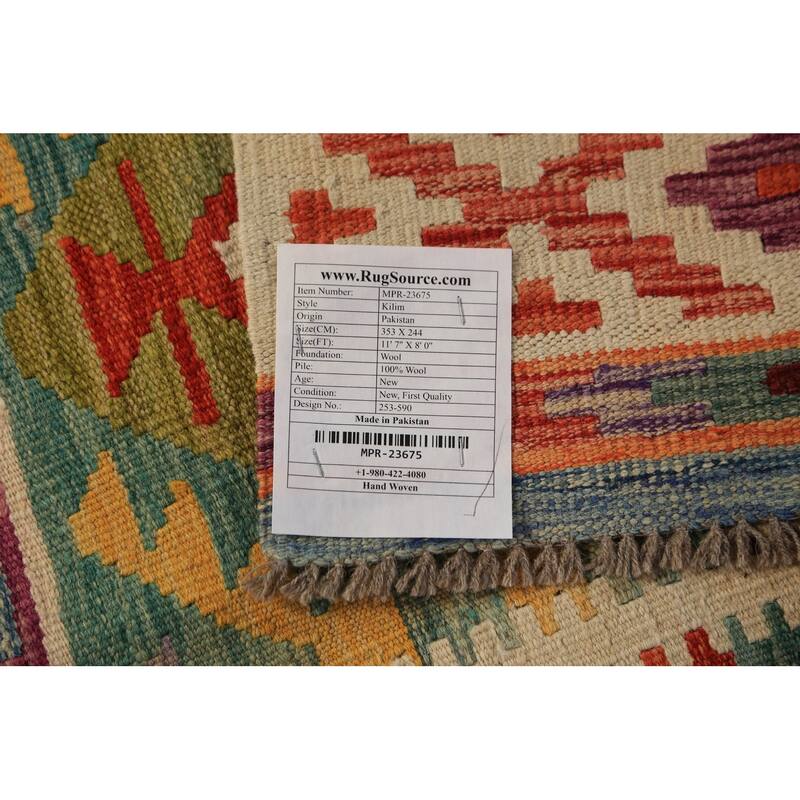 www.RugSource.com
Item Number: MPR-23675
Style Kilim
Origin Pakistan
Size(CM): 353 X 244
Size(FT): 11' 7" X 8' 0"
Foundation: Wool
Pile: 100% Wool
Age: New
Condition: New, First Quality
Design No.: 253-590
Made in Pakistan
MPR-23675
+1-980-422-4080
Hand Woven